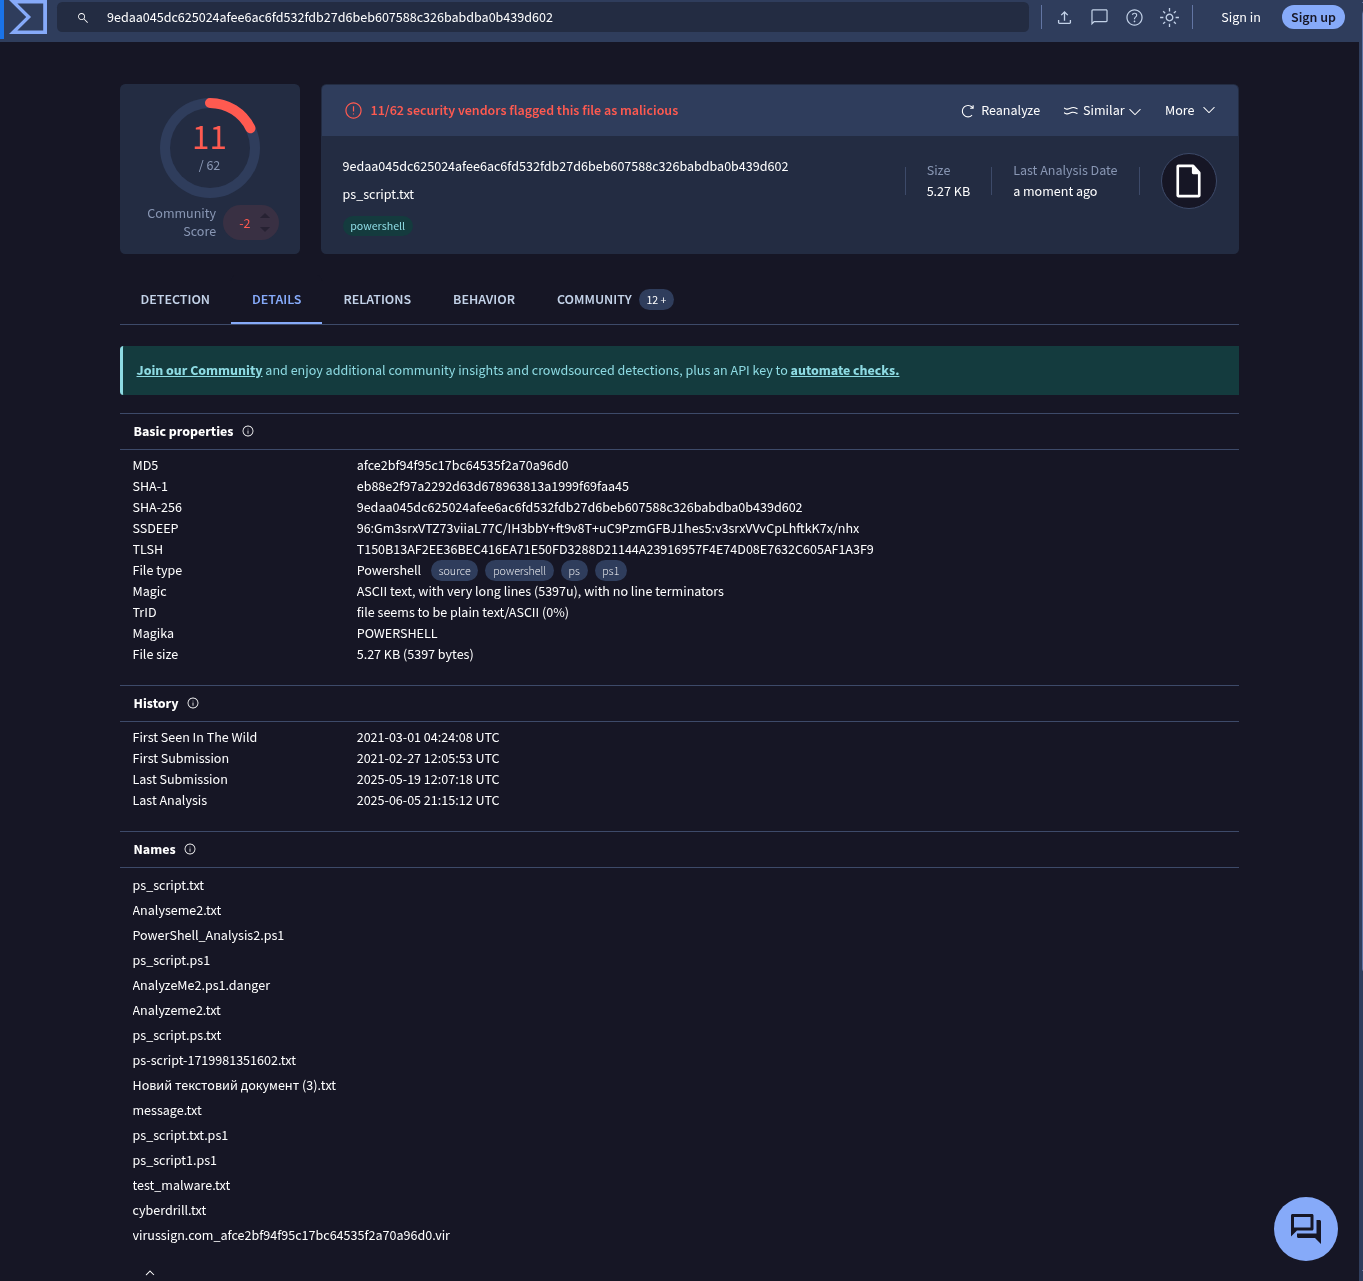 9edaa045dc625024afee6ac6fd532fdb27d6beb607588c326babdba0b439d602
Sign in
Sign up
11
/ 62
Community Score
-2
11/62 security vendors flagged this file as malicious
Reanalyze
Similar
More
9edaa045dc625024afee6ac6fd532fdb27d6beb607588c326babdba0b439d602
ps_script.txt
powershell
Size
5.27 KB
Last Analysis Date
a moment ago
DETECTION
DETAILS
RELATIONS
BEHAVIOR
COMMUNITY 12 +
Join our Community and enjoy additional community insights and crowdsourced detections, plus an API key to automate checks.
Basic properties
MD5 afce2bf94f95c17bc64535f2a70a96d0
SHA-1 eb88e2f97a2292d63d678963813a1999f69faa45
SHA-256 9edaa045dc625024afee6ac6fd532fdb27d6beb607588c326babdba0b439d602
SSDEEP 96:Gm3srxVTZ73viiaL77C/IH3bbY+ft9v8T+uC9PzmGFBJ1hes5:v3srxVVvCpLhftkK7x/nhx
TLSH T150B13AF2EE36BEC416EA71E50FD3288D21144A23916957F4E74D08E7632C605AF1A3F9
File type Powershell source powershell ps ps1
Magic ASCII text, with very long lines (5397u), with no line terminators
TrID file seems to be plain text/ASCII (0%)
Magika POWERSHELL
File size 5.27 KB (5397 bytes)
History
First Seen In The Wild 2021-03-01 04:24:08 UTC
First Submission 2021-02-27 12:05:53 UTC
Last Submission 2025-05-19 12:07:18 UTC
Last Analysis 2025-06-05 21:15:12 UTC
Names
ps_script.txt
Analyseme2.txt
PowerShell_Analysis2.ps1
ps_script.ps1
AnalyzeMe2.ps1.danger
Analyzeme2.txt
ps_script.ps.txt
ps-script-1719981351602.txt
Новий текстовий документ (3).txt
message.txt
ps_script.txt.ps1
ps_script1.ps1
test_malware.txt
cyberdrill.txt
virussign.com_afce2bf94f95c17bc64535f2a70a96d0.vir